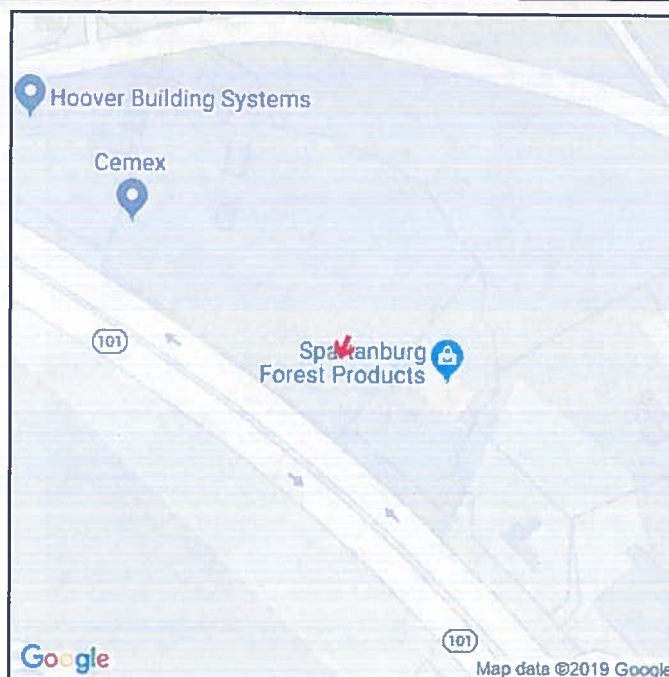 Hoover Building Systems
Cemex
101
Spartanburg
Forest Products
101
Google
Map data ©2019 Google